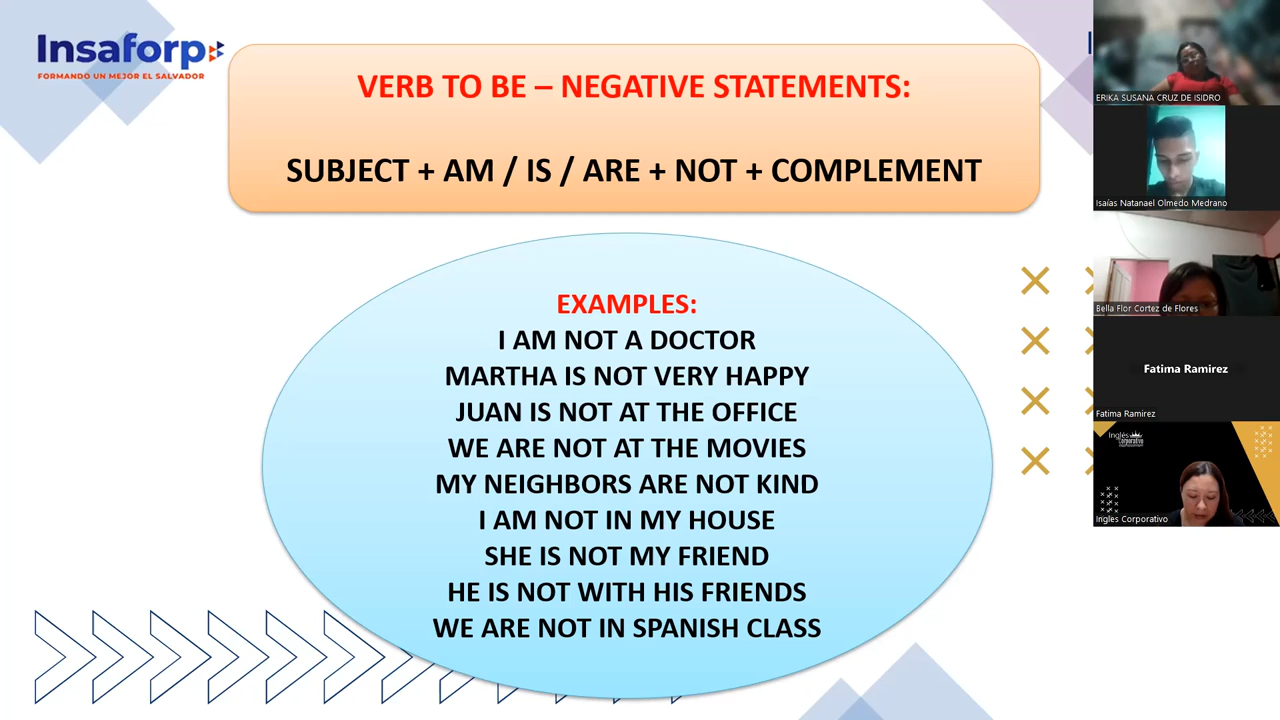 Insaforp
FORMANDO UN MEJOR EL SALVADOR
VERB TO BE – NEGATIVE STATEMENTS:
SUBJECT + AM / IS / ARE + NOT + COMPLEMENT
EXAMPLES:
I AM NOT A DOCTOR
MARTHA IS NOT VERY HAPPY
JUAN IS NOT AT THE OFFICE
WE ARE NOT AT THE MOVIES
MY NEIGHBORS ARE NOT KIND
I AM NOT IN MY HOUSE
SHE IS NOT MY FRIEND
HE IS NOT WITH HIS FRIENDS
WE ARE NOT IN SPANISH CLASS
ERIKA SUSANA CRUZ DE ISIDRO
Isaías Natanael Olmedo Medrano
Bella Flor Cortez de Flores
Fatima Ramirez
Fatima Ramirez
Inglés
Corporativo
Ingles Corporativo